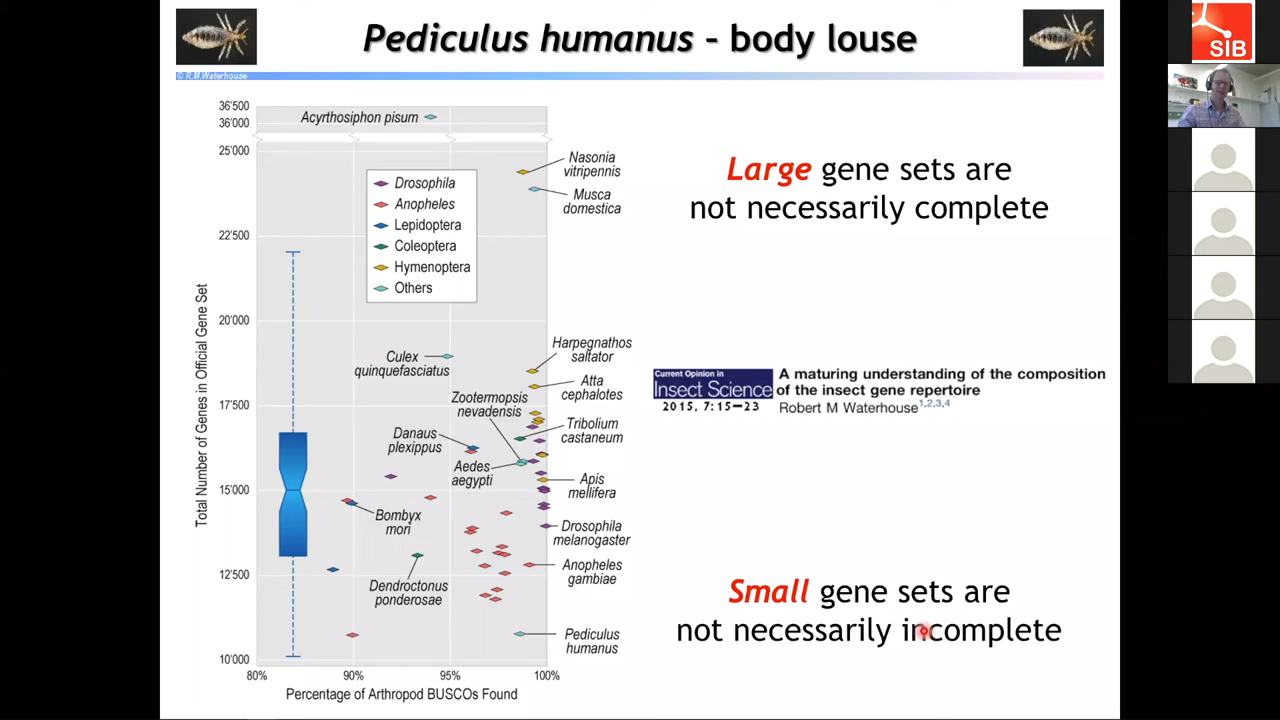 Pediculus humanus - body louse
© R.M.Waterhouse
SIB
36'500
36'000
25'000
22'500
20'000
17'500
15'000
12'500
10'000
Total Number of Genes in Official Gene Set
80%
90%
95%
100%
Percentage of Arthropod BUSCOs Found
Drosophila
Anopheles
Lepidoptera
Coleoptera
Hymenoptera
Others
Acyrthosiphon pisum
Nasonia
vitripennis
Musca
domestica
Culex
quinquefasciatus
Harpegnathos
saltator
Atta
cephalotes
Zootermopsis
nevadensis
Tribolium
castaneum
Danaus
plexippus
Aedes
aegypti
Apis
mellifera
Bombyx
mori
Drosophila
melanogaster
Dendroctonus
ponderosae
Anopheles
gambiae
Pediculus
humanus
Large gene sets are
not necessarily complete
Current Opinion in
Insect Science
2015, 7:15—23
A maturing understanding of the composition
of the insect gene repertoire
Robert M Waterhouse1,2,3,4
Small gene sets are
not necessarily incomplete